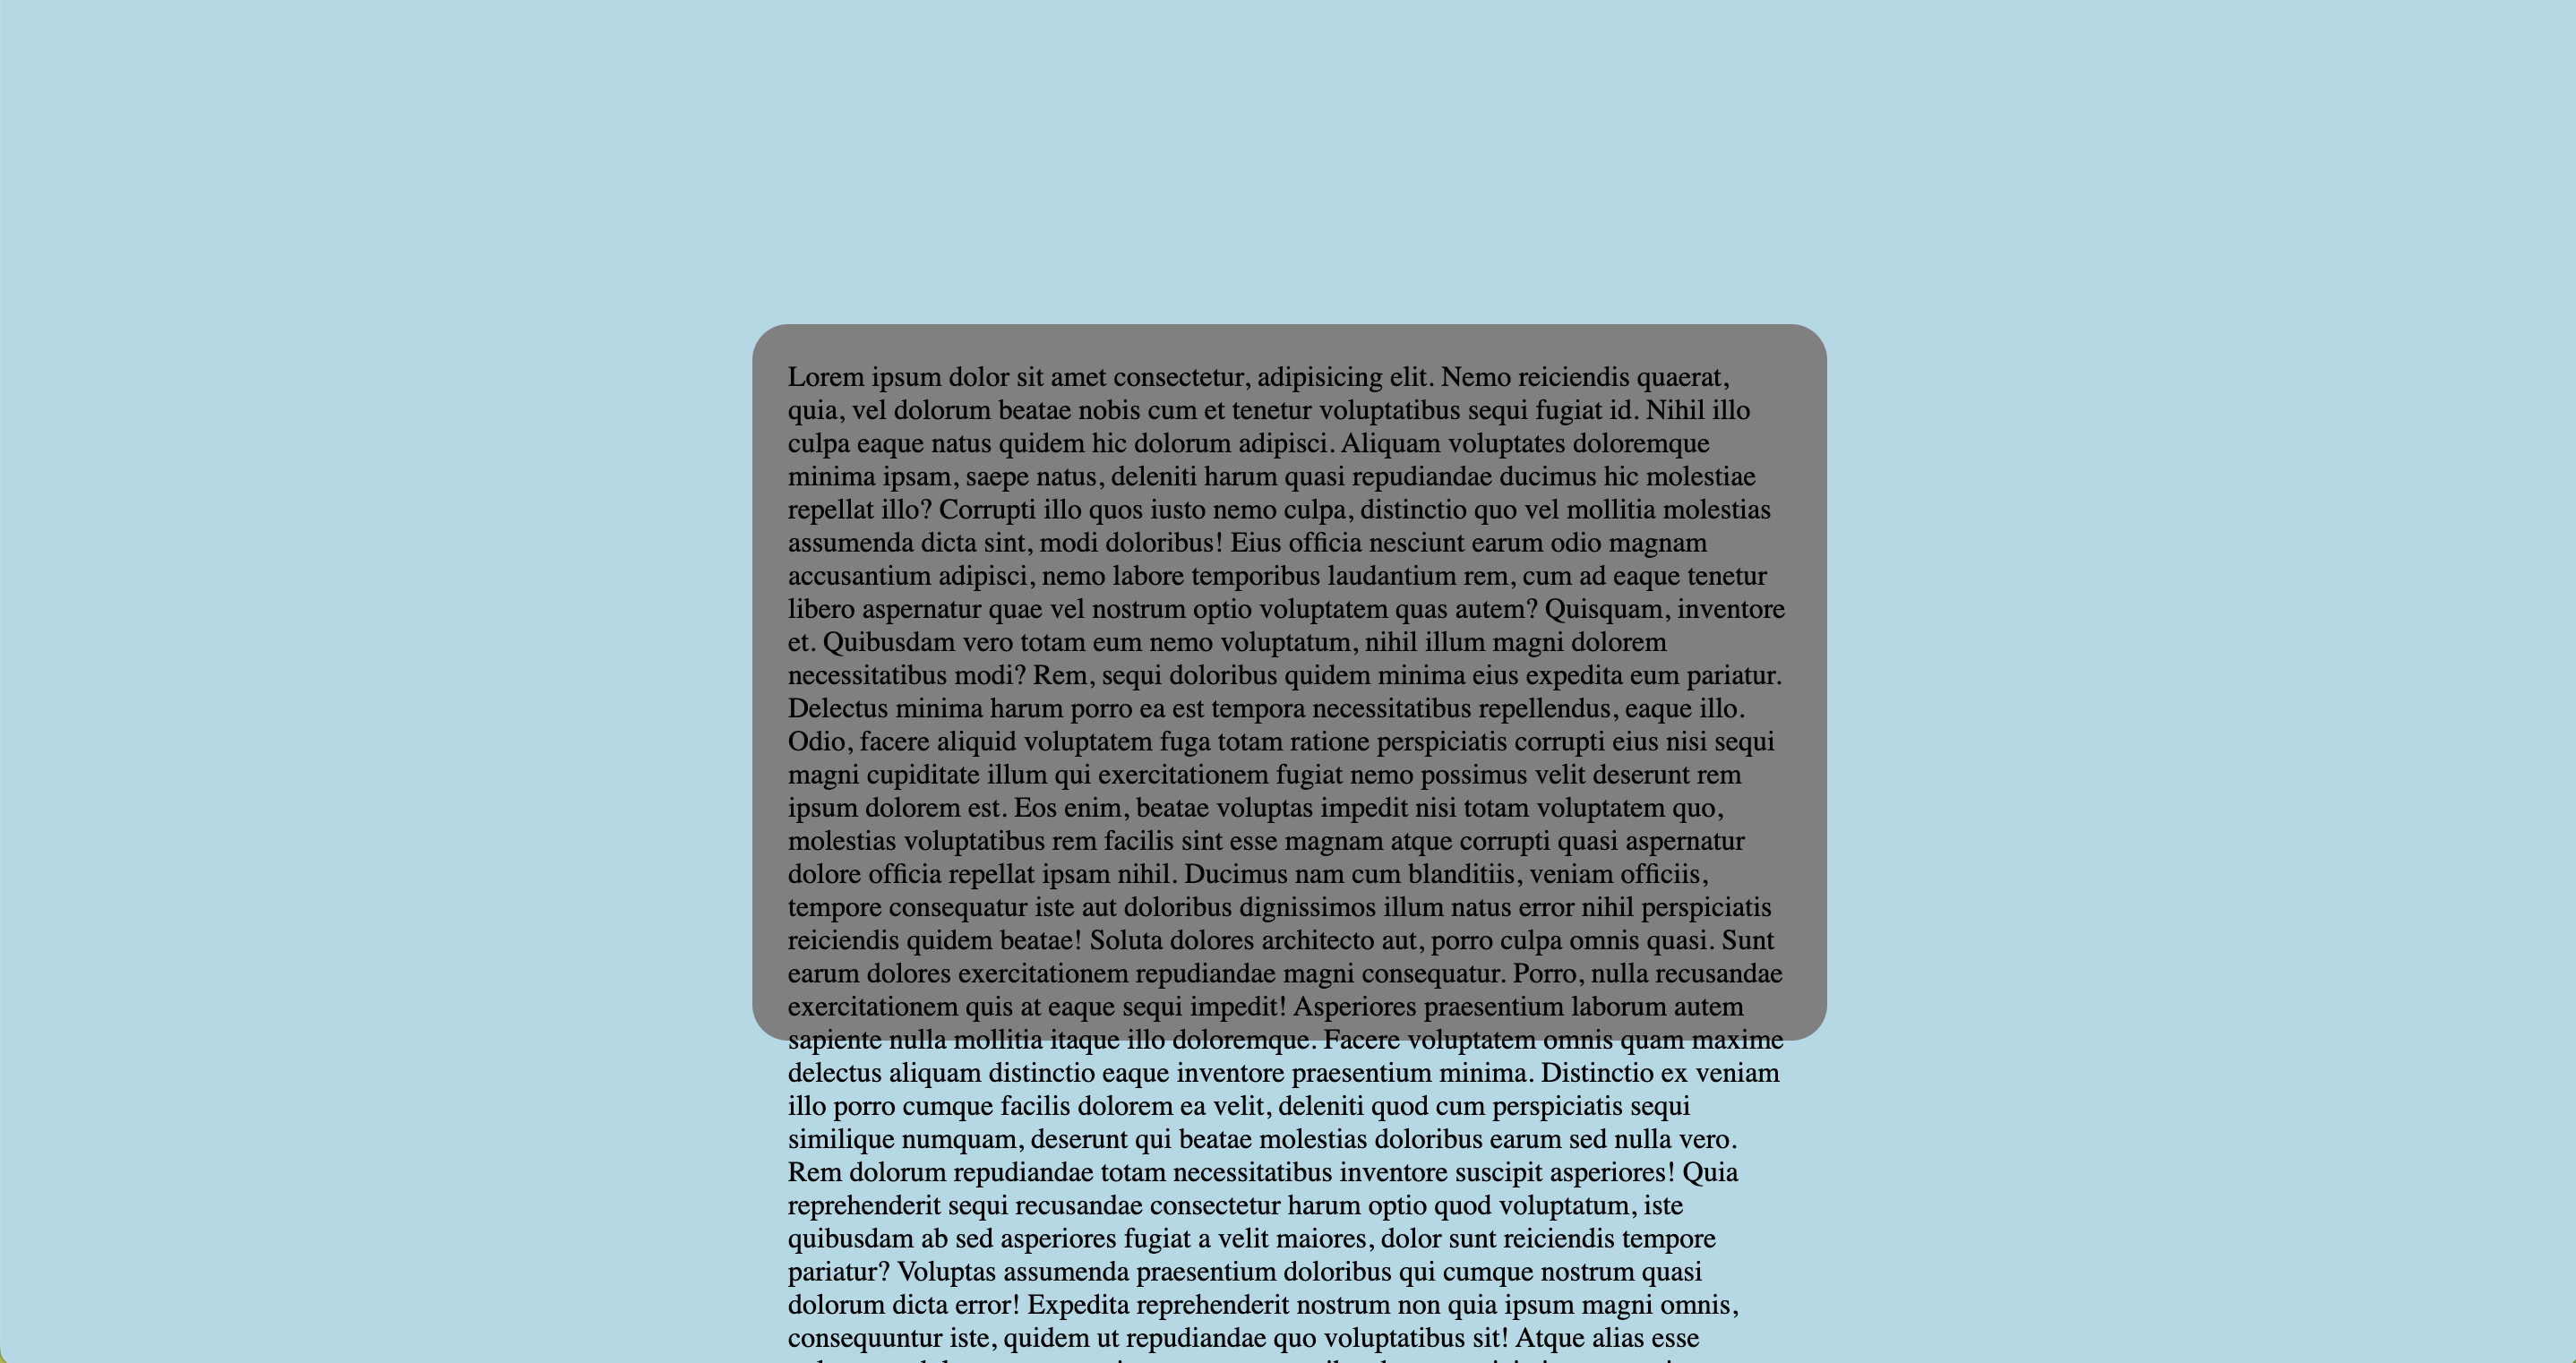 Lorem ipsum dolor sit amet consectetur, adipisicing elit. Nemo reiciendis quaerat,
quia, vel dolorum beatae nobis cum et tenetur voluptatibus sequi fugiat id. Nihil illo
culpa eaque natus quidem hic dolorum adipisci. Aliquam voluptates doloremque
minima ipsam, saepe natus, deleniti harum quasi repudiandae ducimus hic molestiae
repellat illo? Corrupti illo quos iusto nemo culpa, distinctio quo vel mollitia molestias
assumenda dicta sint, modi doloribus! Eius officia nesciunt earum odio magnam
accusantium adipisci, nemo labore temporibus laudantium rem, cum ad eaque tenetur
libero aspernatur quae vel nostrum optio voluptatem quas autem? Quisquam, inventore
et. Quibusdam vero totam eum nemo voluptatum, nihil illum magni dolorem
necessitatibus modi? Rem, sequi doloribus quidem minima eius expedita eum pariatur.
Delectus minima harum porro ea est tempora necessitatibus repellendus, eaque illo.
Odio, facere aliquid voluptatem fuga totam ratione perspiciatis corrupti eius nisi sequi
magni cupiditate illum qui exercitationem fugiat nemo possimus velit deserunt rem
ipsum dolorem est. Eos enim, beatae voluptas impedit nisi totam voluptatem quo,
molestias voluptatibus rem facilis sint esse magnam atque corrupti quasi aspernatur
dolore officia repellat ipsam nihil. Ducimus nam cum blanditiis, veniam officiis,
tempore consequatur iste aut doloribus dignissimos illum natus error nihil perspiciatis
reiciendis quidem beatae! Soluta dolores architecto aut, porro culpa omnis quasi. Sunt
earum dolores exercitationem repudiandae magni consequatur. Porro, nulla recusandae
exercitationem quis at eaque sequi impedit! Asperiores praesentium laborum autem
sapiente nulla mollitia itaque illo doloremque. Facere voluptatem omnis quam maxime
delectus aliquam distinctio eaque inventore praesentium minima. Distinctio ex veniam
illo porro cumque facilis dolorem ea velit, deleniti quod cum perspiciatis sequi
similique numquam, deserunt qui beatae molestias doloribus earum sed nulla vero.
Rem dolorum repudiandae totam necessitatibus inventore suscipit asperiores! Quia
reprehenderit sequi recusandae consectetur harum optio quod voluptatum, iste
quibusdam ab sed asperiores fugiat a velit maiores, dolor sunt reiciendis tempore
pariatur? Voluptas assumenda praesentium doloribus qui cumque nostrum quasi
dolorum dicta error! Expedita reprehenderit nostrum non quia ipsum magni omnis,
consequuntur iste, quidem ut repudiandae quo voluptatibus sit! Atque alias esse